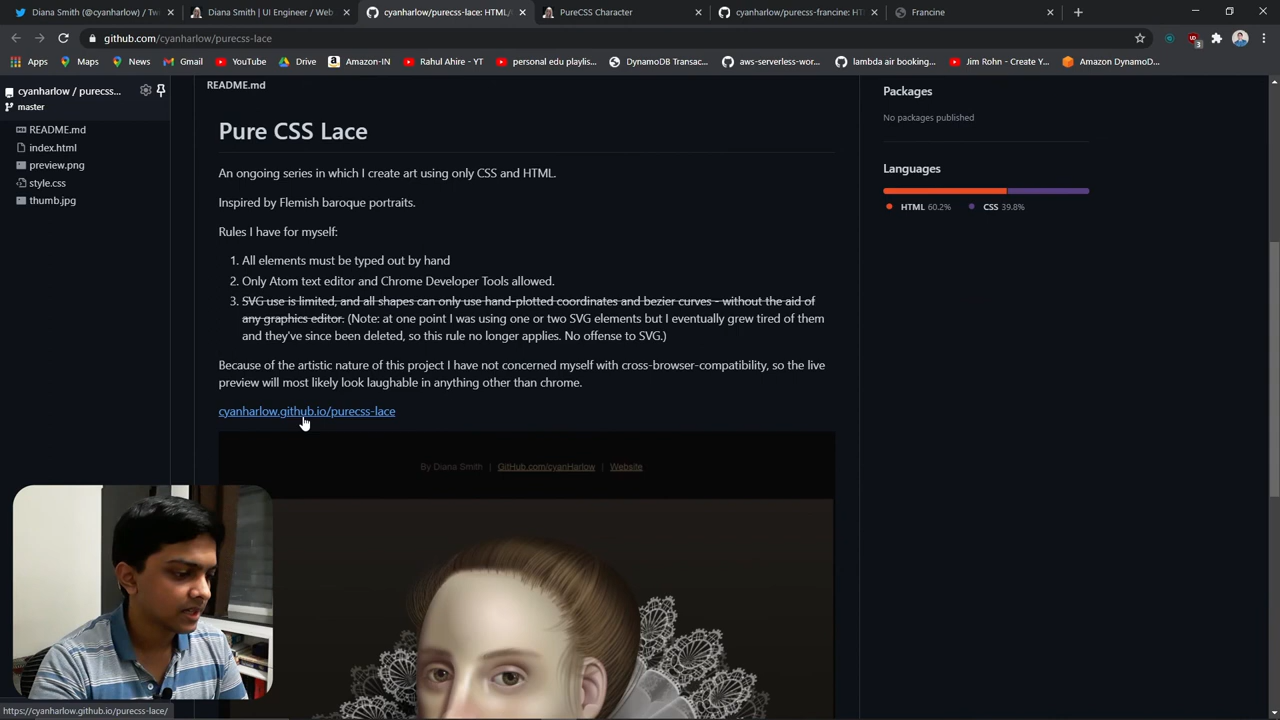 Diana Smith (@cyanharlow) / Tw
Diana Smith | UI Engineer / Web
cyanharlow/purecss-lace: HTML/
PureCSS Character
cyanharlow/purecss-francine: HT
Francine
github.com/cyanharlow/purecss-lace
3
Apps
Maps
News
Gmail
YouTube
Drive
Amazon-IN
Rahul Ahire - YT
personal edu playlis...
DynamoDB Transac...
aws-serverless-wor...
lambda air booking...
Jim Rohn - Create Y...
Amazon DynamoD...
cyanharlow / purecss...
master
README.md
index.html
preview.png
style.css
thumb.jpg
README.md
Pure CSS Lace
An ongoing series in which I create art using only CSS and HTML.
Inspired by Flemish baroque portraits.
Rules I have for myself:
1. All elements must be typed out by hand
2. Only Atom text editor and Chrome Developer Tools allowed.
3. SVG use is limited, and all shapes can only use hand-plotted coordinates and bezier curves - without the aid of
any graphics editor. (Note: at one point I was using one or two SVG elements but I eventually grew tired of them
and they've since been deleted, so this rule no longer applies. No offense to SVG.)
Because of the artistic nature of this project I have not concerned myself with cross-browser-compatibility, so the live
preview will most likely look laughable in anything other than chrome.
cyanharlow.github.io/purecss-lace
By Diana Smith | GitHub.com/cyanHarlow | Website
Packages
No packages published
Languages
HTML 60.2% CSS 39.8%
https://cyanharlow.github.io/purecss-lace/